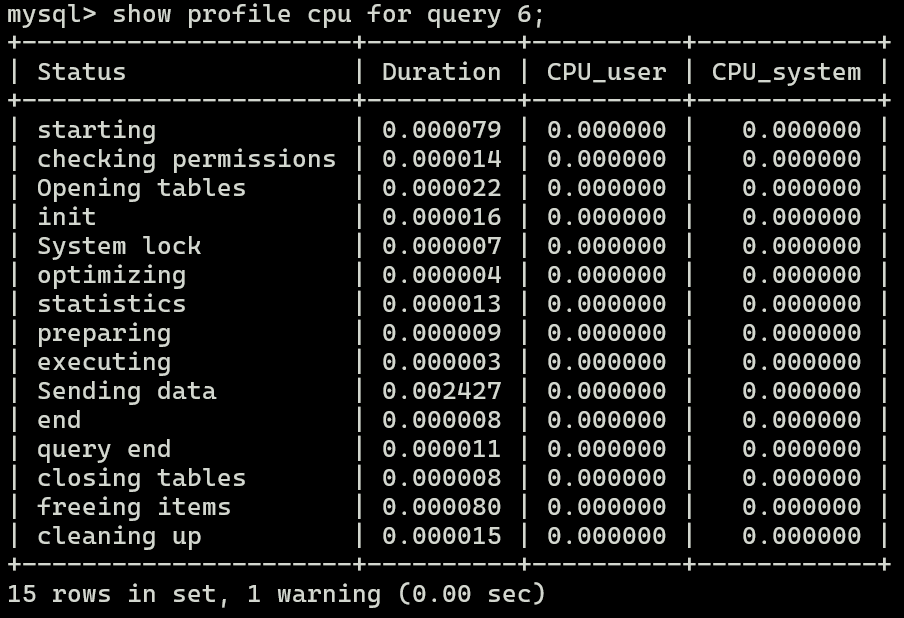 mysql> show profile cpu for query 6;
+----------------------+----------+----------+------------+
| Status               | Duration | CPU_user | CPU_system |
+----------------------+----------+----------+------------+
| starting             | 0.000079 | 0.000000 |   0.000000 |
| checking permissions | 0.000014 | 0.000000 |   0.000000 |
| Opening tables       | 0.000022 | 0.000000 |   0.000000 |
| init                 | 0.000016 | 0.000000 |   0.000000 |
| System lock          | 0.000007 | 0.000000 |   0.000000 |
| optimizing           | 0.000004 | 0.000000 |   0.000000 |
| statistics           | 0.000013 | 0.000000 |   0.000000 |
| preparing            | 0.000009 | 0.000000 |   0.000000 |
| executing            | 0.000003 | 0.000000 |   0.000000 |
| Sending data         | 0.002427 | 0.000000 |   0.000000 |
| end                  | 0.000008 | 0.000000 |   0.000000 |
| query end            | 0.000011 | 0.000000 |   0.000000 |
| closing tables       | 0.000008 | 0.000000 |   0.000000 |
| freeing items        | 0.000080 | 0.000000 |   0.000000 |
| cleaning up          | 0.000015 | 0.000000 |   0.000000 |
+----------------------+----------+----------+------------+
15 rows in set, 1 warning (0.00 sec)